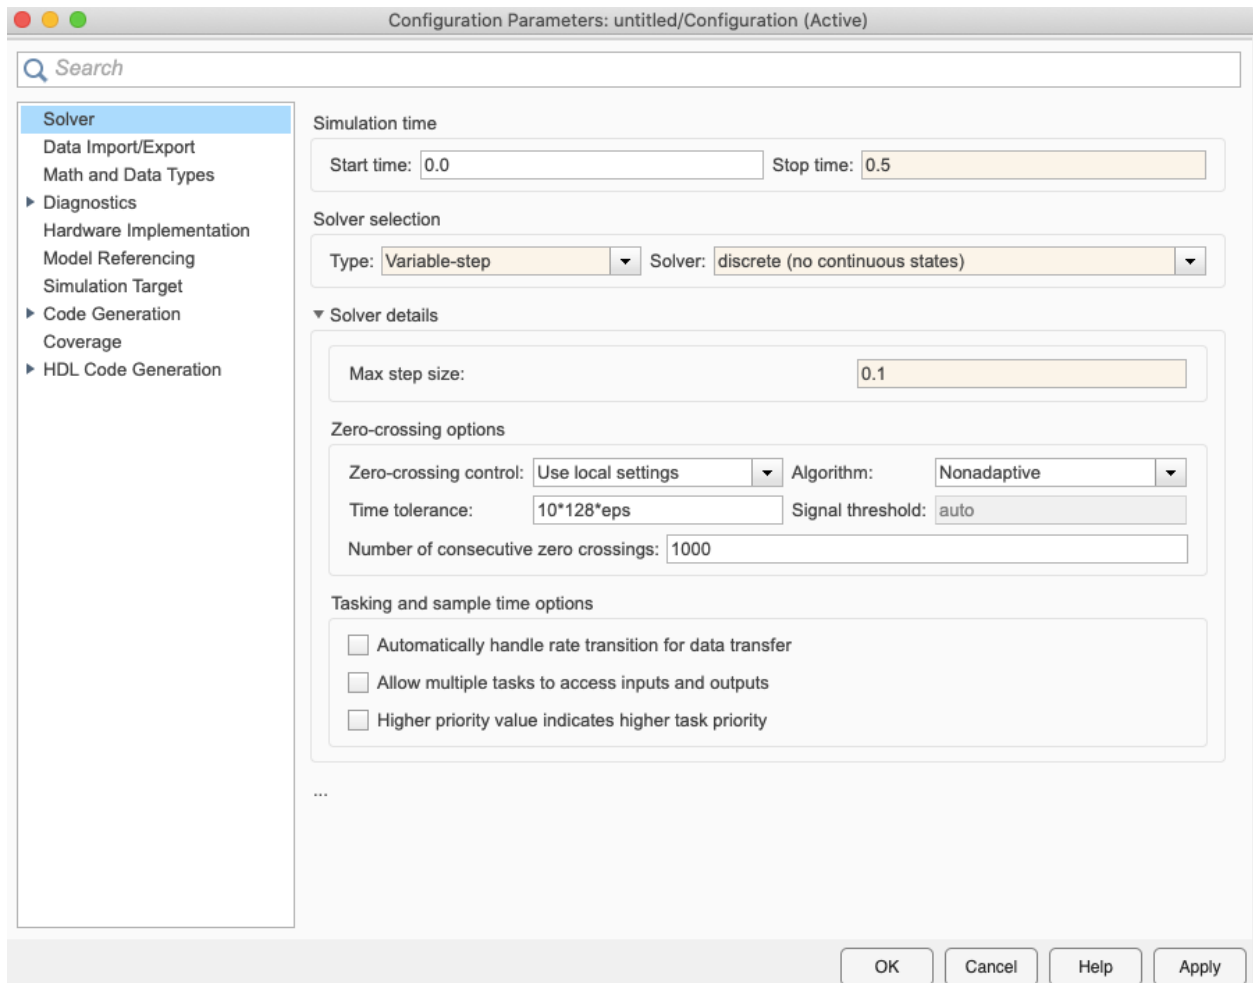 Configuration Parameters: untitled/Configuration (Active)
Search
Solver
Data Import/Export
Math and Data Types
Diagnostics
Hardware Implementation
Model Referencing
Simulation Target
Code Generation
Coverage
HDL Code Generation
Simulation time
Start time: 0.0 Stop time: 0.5
Solver selection
Type: Variable-step Solver: discrete (no continuous states)
Solver details
Max step size: 0.1
Zero-crossing options
Zero-crossing control: Use local settings Algorithm: Nonadaptive
Time tolerance: 10*128*eps Signal threshold: auto
Number of consecutive zero crossings: 1000
Tasking and sample time options
Automatically handle rate transition for data transfer
Allow multiple tasks to access inputs and outputs
Higher priority value indicates higher task priority
...
OK Cancel Help Apply